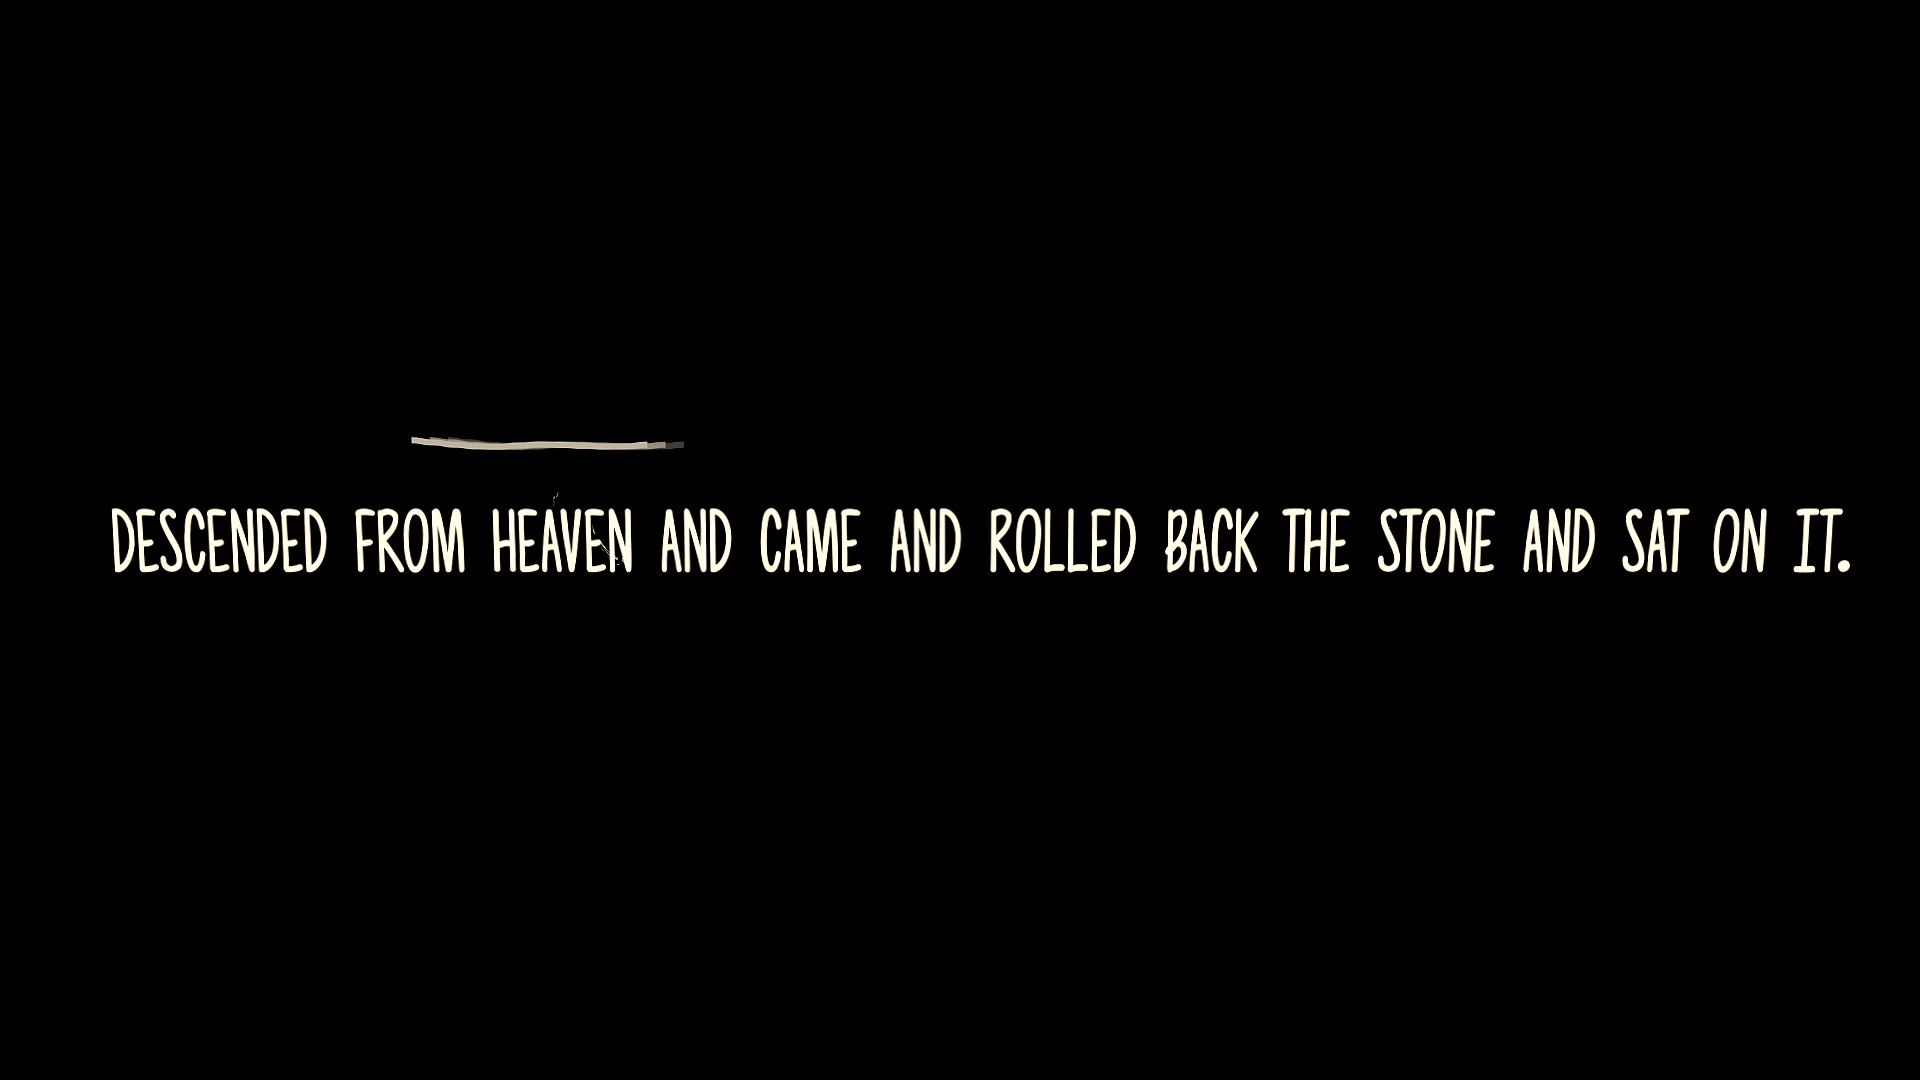 DESCENDED FROM HEAVEN AND CAME AND ROLLED BACK THE STONE AND SAT ON IT.